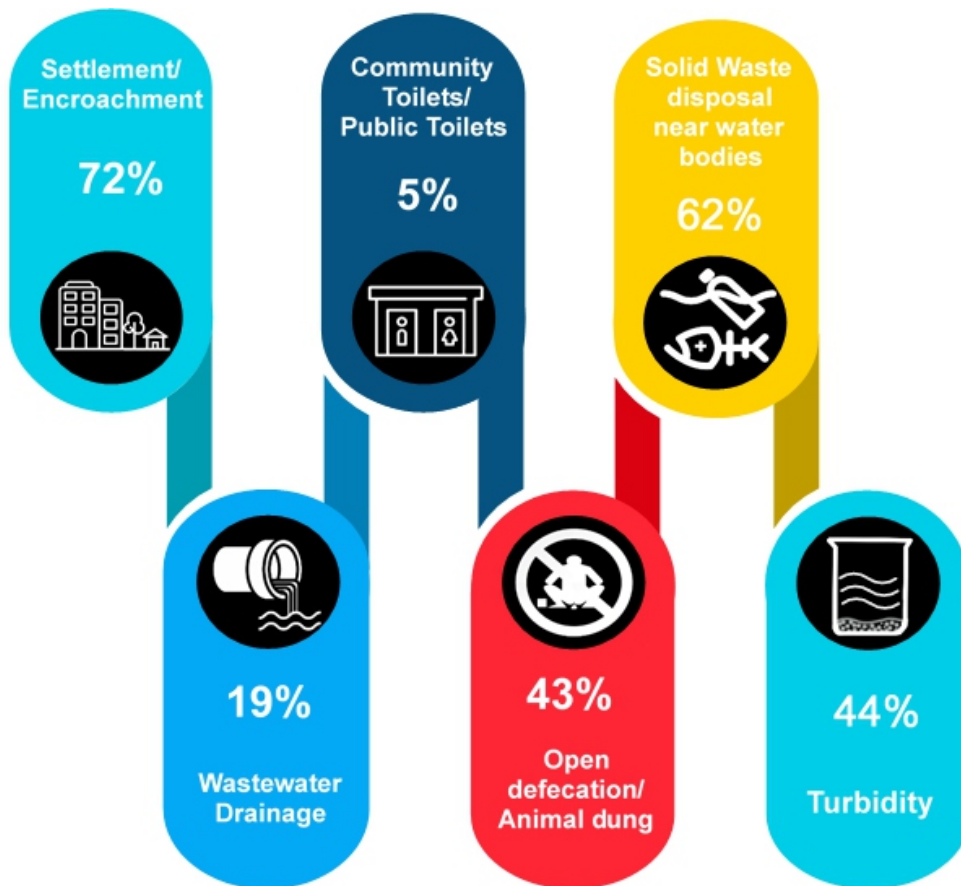 Settlement/
Encroachment
72%
Community
Toilets/
Public Toilets
5%
Solid Waste
disposal
near water
bodies
62%
19%
Wastewater
Drainage
43%
Open
defecation/
Animal dung
44%
Turbidity